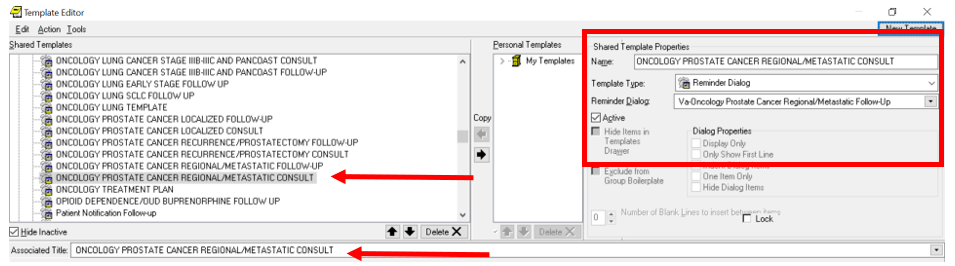 Template Editor
Edit Action Tools
New Template
Shared Templates
ONCOLOGY LUNG CANCER STAGE IIIB-IIIC AND PANCOAST CONSULT
ONCOLOGY LUNG CANCER STAGE IIIB-IIIC AND PANCOAST FOLLOW-UP
ONCOLOGY LUNG EARLY STAGE FOLLOW UP
ONCOLOGY LUNG SCLC FOLLOW UP
ONCOLOGY LUNG TEMPLATE
ONCOLOGY PROSTATE CANCER LOCALIZED FOLLOW-UP
ONCOLOGY PROSTATE CANCER LOCALIZED CONSULT
ONCOLOGY PROSTATE CANCER RECURRENCE/PROSTATECTOMY FOLLOW-UP
ONCOLOGY PROSTATE CANCER RECURRENCE/PROSTATECTOMY CONSULT
ONCOLOGY PROSTATE CANCER REGIONAL/METASTATIC FOLLOW-UP
ONCOLOGY PROSTATE CANCER REGIONAL/METASTATIC CONSULT
ONCOLOGY TREATMENT PLAN
OPIOID DEPENDENCE/OUD BUPRENORPHINE FOLLOW UP
Patient Notification Follow-up
Hide Inactive
Delete
Copy
Personal Templates
My Templates
Delete
Shared Template Properties
Name: ONCOLOGY PROSTATE CANCER REGIONAL/METASTATIC CONSULT
Template Type: Reminder Dialog
Reminder Dialog: Va-Oncology Prostate Cancer Regional/Metastatic Follow-Up
Active
Hide Items in
Templates
Drawer
Exclude from
Group Boilerplate
Dialog Properties
Display Only
Only Show First Line
One Item Only
Hide Dialog Items
0 Number of Blank Lines to insert between items
Lock
Associated Title: ONCOLOGY PROSTATE CANCER REGIONAL/METASTATIC CONSULT